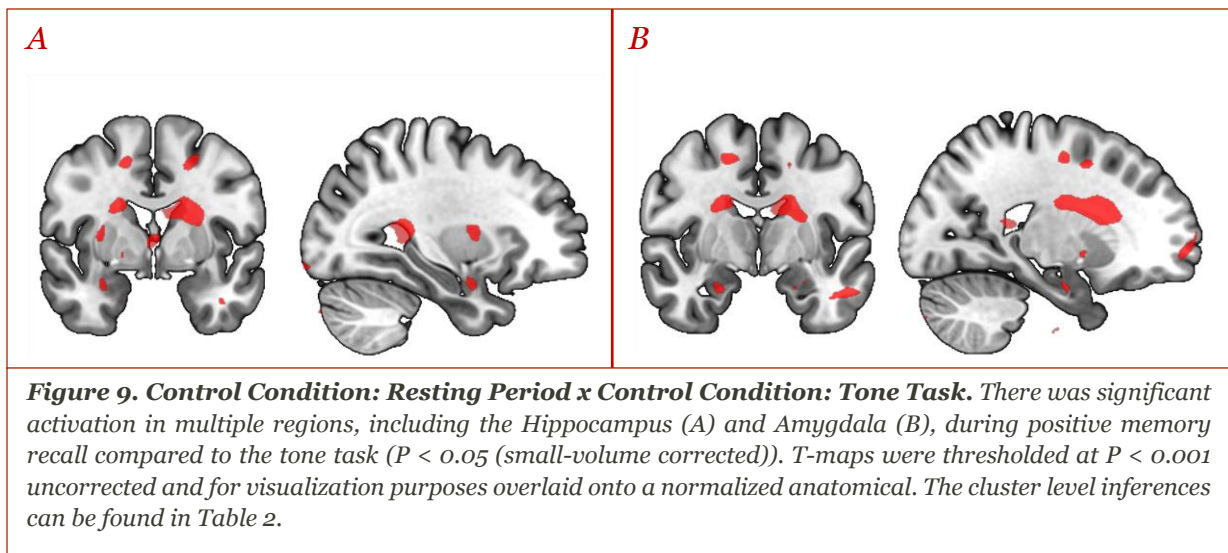 A
B
Figure 9. Control Condition: Resting Period x Control Condition: Tone Task. There was significant
activation in multiple regions, including the Hippocampus (A) and Amygdala (B), during positive memory
recall compared to the tone task (P < 0.05 (small-volume corrected)). T-maps were thresholded at P < 0.001
uncorrected and for visualization purposes overlaid onto a normalized anatomical. The cluster level inferences
can be found in Table 2.